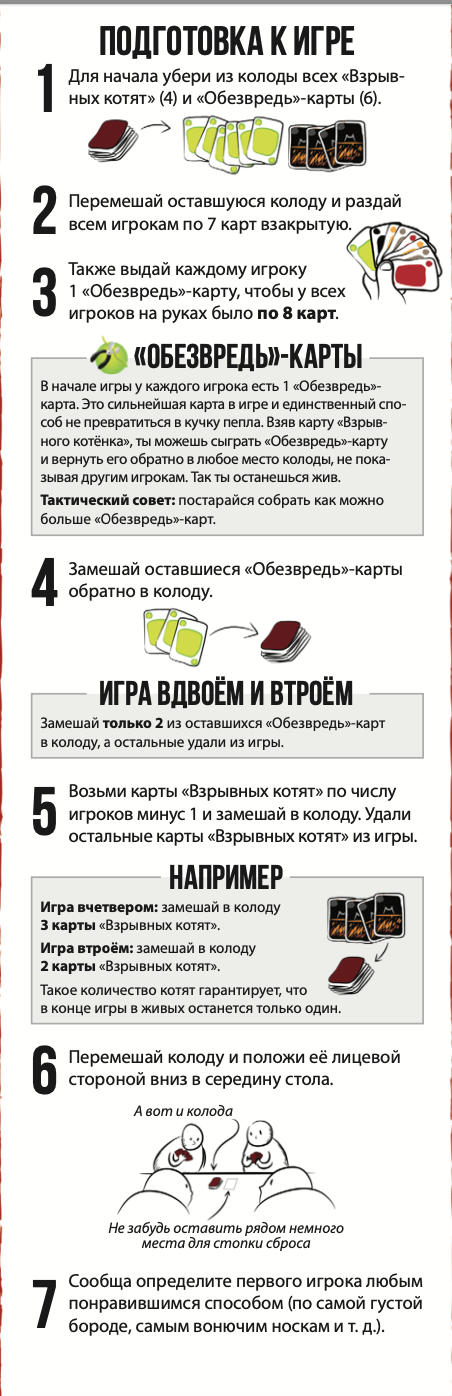 ПОДГОТОВКА К ИГРЕ
1 Для начала убери из колоды всех «Взрыв-
ных котят» (4) и «Обезвредь»-карты (6).
2 Перемешай оставшуюся колоду и раздай
всем игрокам по 7 карт взакрытую.
3 Также выдай каждому игроку
1 «Обезвредь»-карту, чтобы у всех
игроков на руках было по 8 карт.
«ОБЕЗВРЕДЬ»-КАРТЫ
В начале игры у каждого игрока есть 1 «Обезвредь»-
карта. Это сильнейшая карта в игре и единственный спо-
соб не превратиться в кучку пепла. Взяв карту «Взрыв-
ного котёнка», ты можешь сыграть «Обезвредь»-карту
и вернуть его обратно в любое место колоды, не пока-
зывая другим игрокам. Так ты останешься жив.
Тактический совет: постарайся собрать как можно
больше «Обезвредь»-карт.
4 Замешай оставшиеся «Обезвредь»-карты
обратно в колоду.
ИГРА ВДВОЁМ И ВТРОЁМ
Замешай только 2 из оставшихся «Обезвредь»-карт
в колоду, а остальные удали из игры.
5 Возьми карты «Взрывных котят» по числу
игроков минус 1 и замешай в колоду. Удали
остальные карты «Взрывных котят» из игры.
НАПРИМЕР
Игра вчетвером: замешай в колоду
3 карты «Взрывных котят».
Игра втроём: замешай в колоду
2 карты «Взрывных котят».
Такое количество котят гарантирует, что
в конце игры в живых останется только один.
6 Перемешай колоду и положи её лицевой
стороной вниз в середину стола.
А вот и колода
Не забудь оставить рядом немного
места для стопки сброса
7 Сообща определите первого игрока любым
понравившимся способом (по самой густой
бороде, самым вонючим носкам и т. д.).